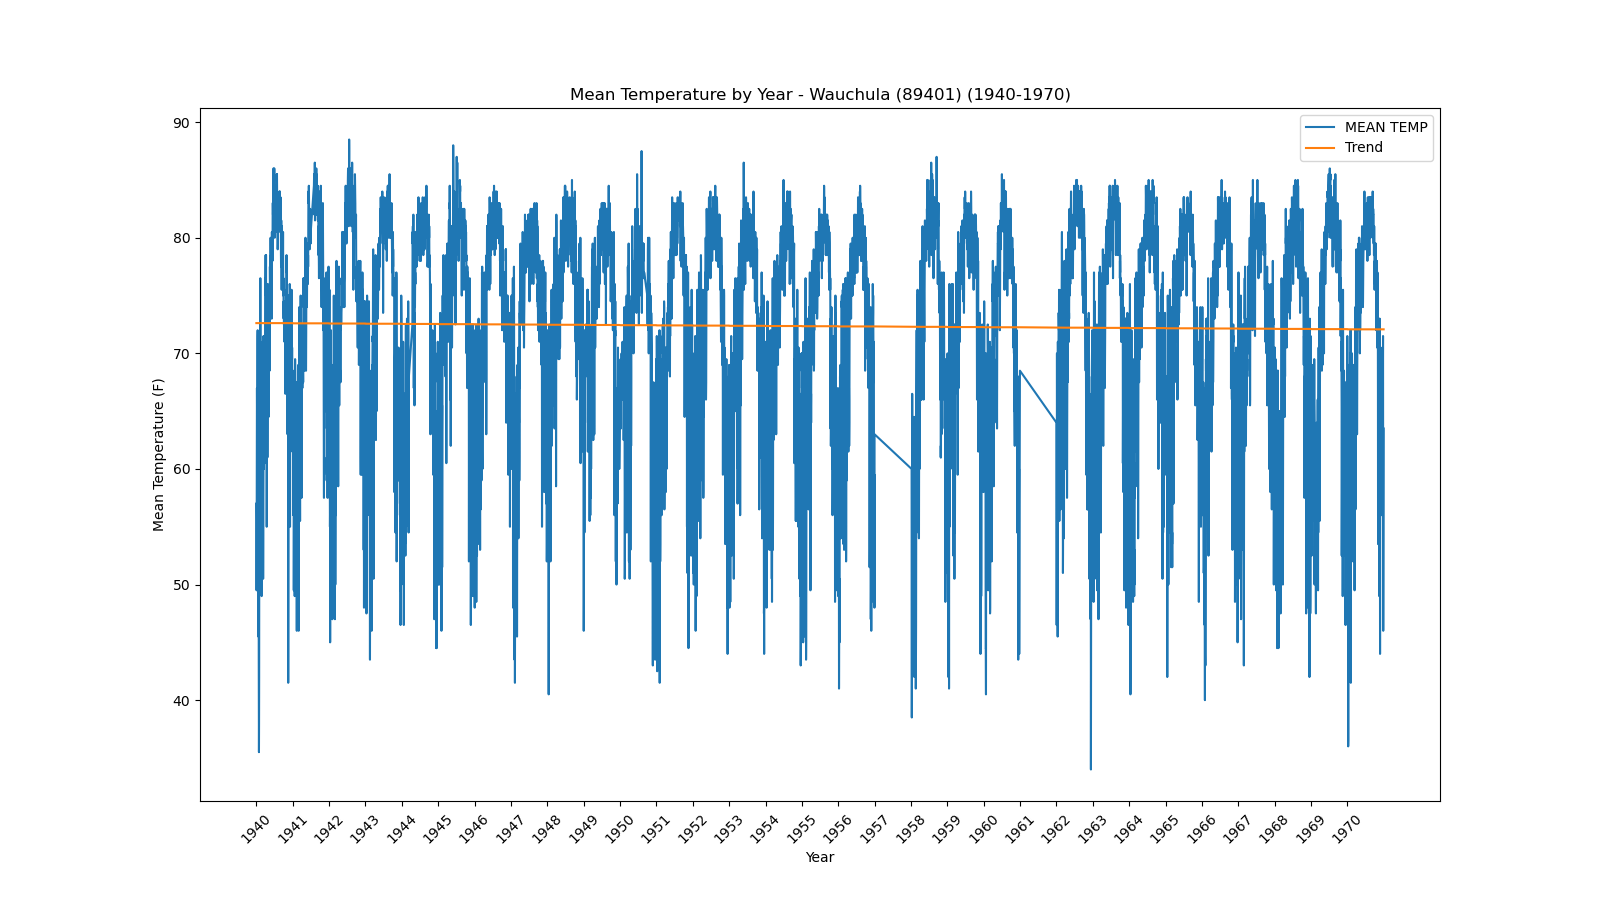 Mean Temperature by Year - Wauchula (89401) (1940-1970)
MEAN TEMP
Trend
90
80
70
60
50
40
Mean Temperature (F)
1940 1941 1942 1943 1944 1945 1946 1947 1948 1949 1950 1951 1952 1953 1954 1955 1956 1957 1958 1959 1960 1961 1962 1963 1964 1965 1966 1967 1968 1969 1970
Year